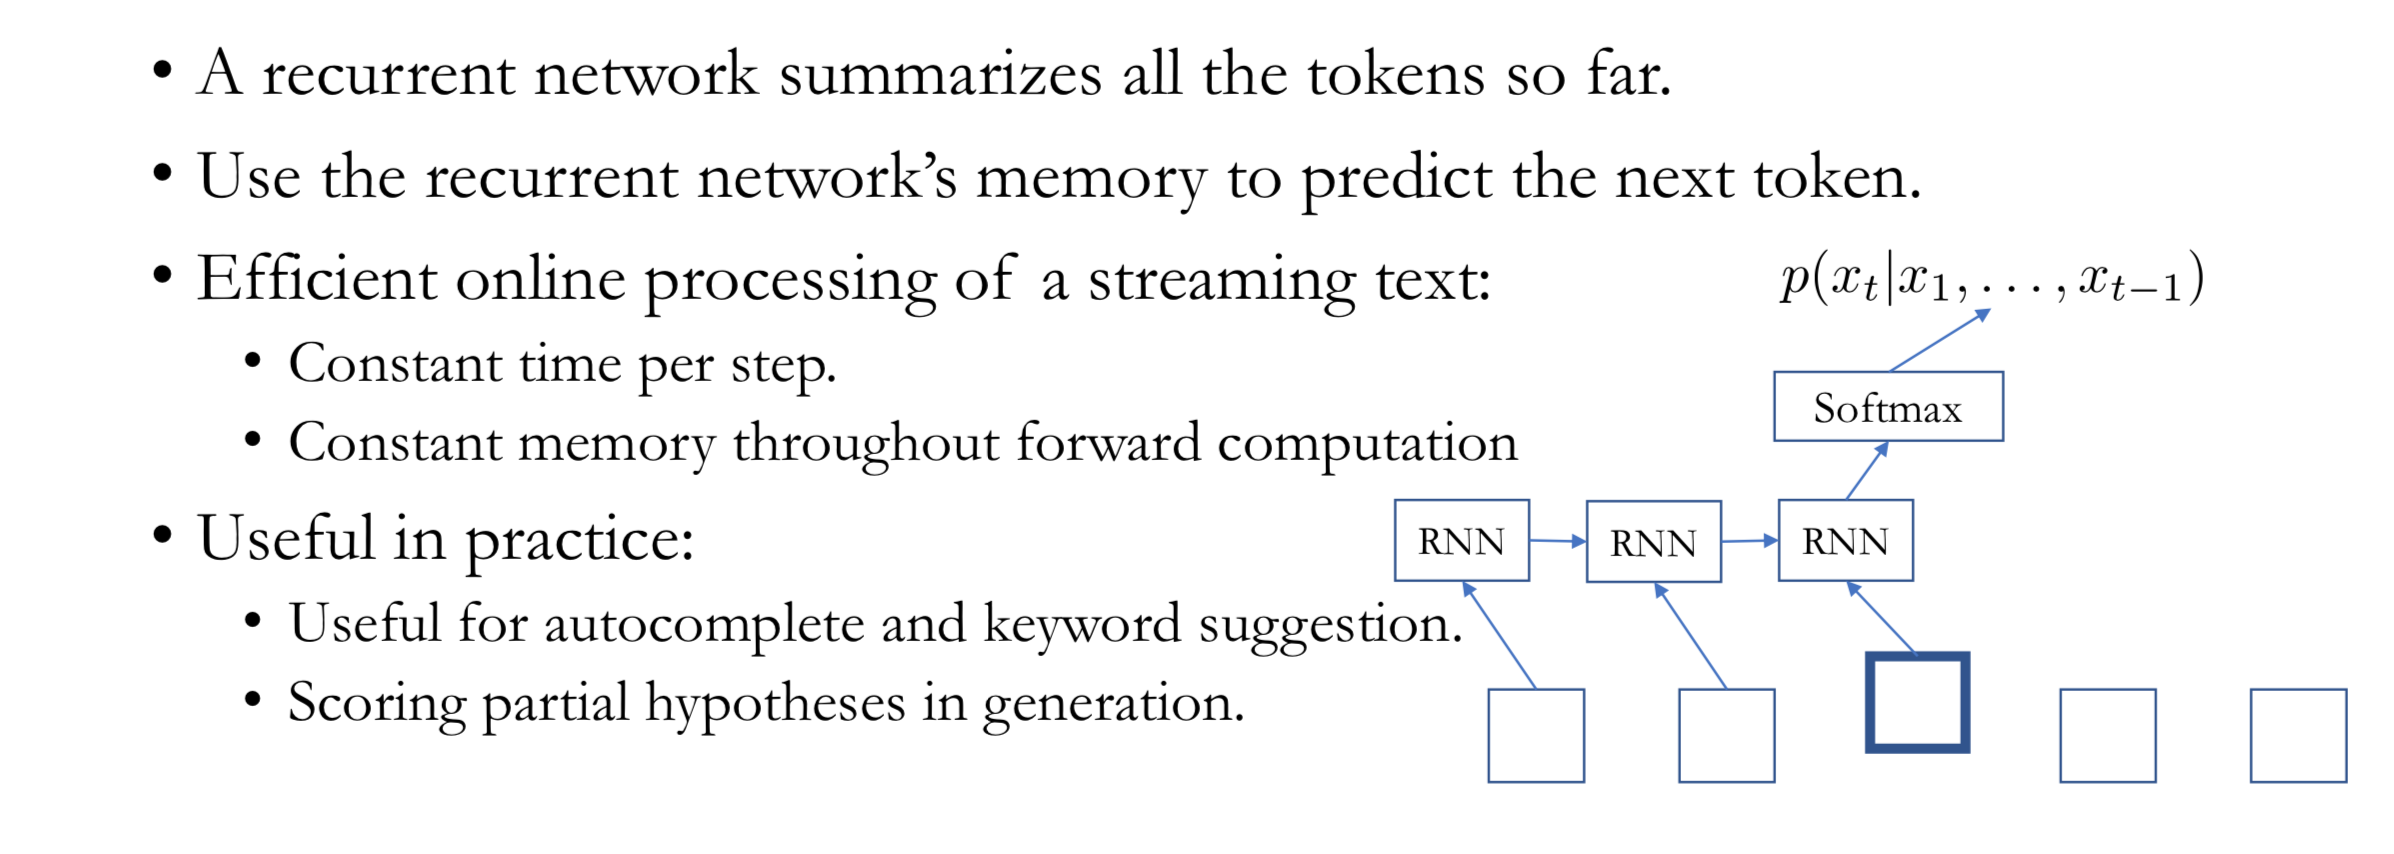 • A recurrent network summarizes all the tokens so far.
• Use the recurrent network’s memory to predict the next token.
• Efficient online processing of a streaming text:
• Constant time per step.
• Constant memory throughout forward computation
• Useful in practice:
• Useful for autocomplete and keyword suggestion.
• Scoring partial hypotheses in generation.
p(x_t|x_1, . . . , x_{t−1})
Softmax
RNN RNN RNN